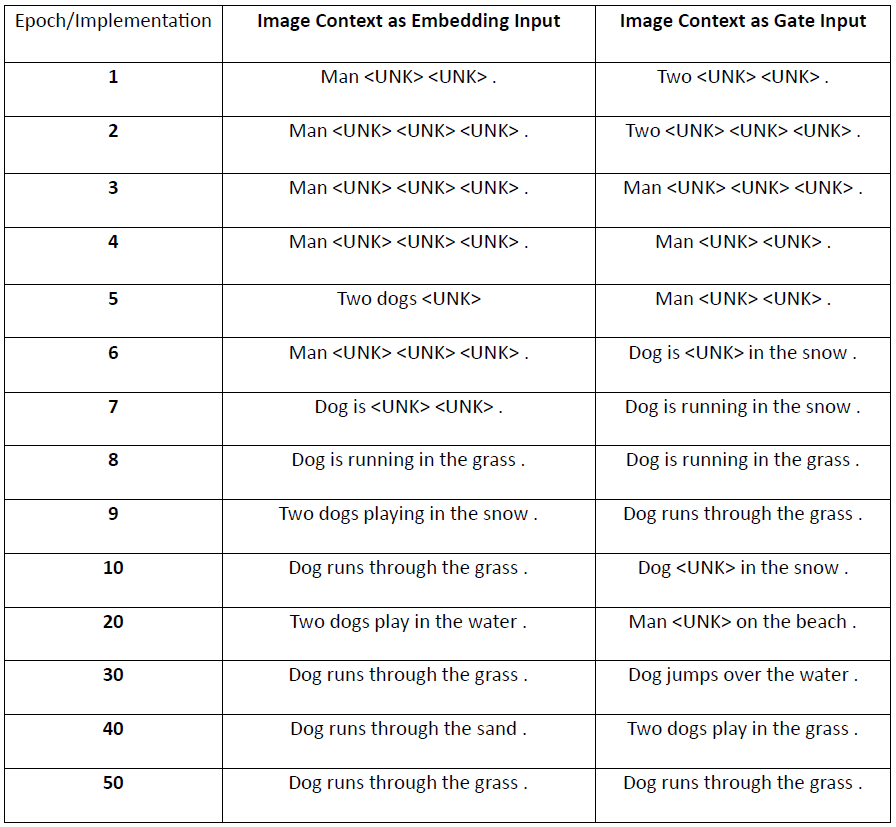 Epoch/Implementation Image Context as Embedding Input Image Context as Gate Input
1 Man <UNK> <UNK> . Two <UNK> <UNK> .
2 Man <UNK> <UNK> <UNK> . Two <UNK> <UNK> <UNK> .
3 Man <UNK> <UNK> <UNK> . Man <UNK> <UNK> <UNK> .
4 Man <UNK> <UNK> <UNK> . Man <UNK> <UNK> .
5 Two dogs <UNK> Man <UNK> <UNK> .
6 Man <UNK> <UNK> <UNK> . Dog is <UNK> in the snow .
7 Dog is <UNK> <UNK> . Dog is running in the snow .
8 Dog is running in the grass . Dog is running in the grass .
9 Two dogs playing in the snow . Dog runs through the grass .
10 Dog runs through the grass . Dog <UNK> in the snow .
20 Two dogs play in the water . Man <UNK> on the beach .
30 Dog runs through the grass . Dog jumps over the water .
40 Dog runs through the sand . Two dogs play in the grass .
50 Dog runs through the grass . Dog runs through the grass .